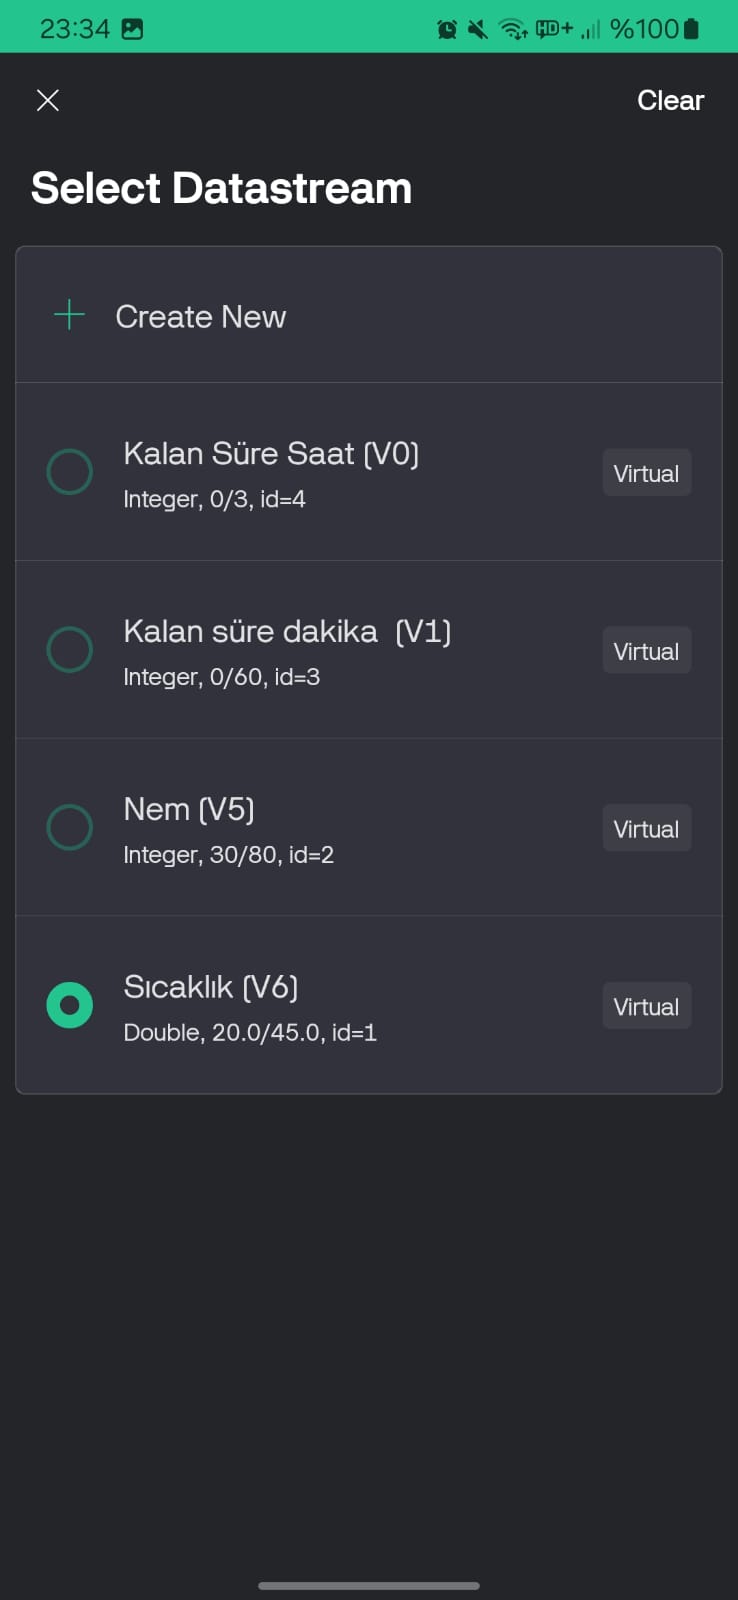 23:34 HD+ %100
Clear
Select Datastream
Create New
Kalan Süre Saat (V0)
Integer, 0/3, id=4
Virtual
Kalan süre dakika  (V1)
Integer, 0/60, id=3
Virtual
Nem (V5)
Integer, 30/80, id=2
Virtual
Sıcaklık (V6)
Double, 20.0/45.0, id=1
Virtual